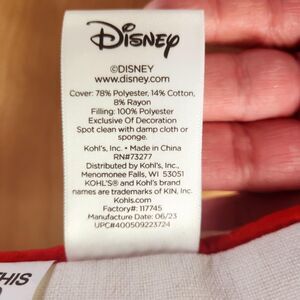 Disney
©DISNEY
www.disney.com
Cover: 78% Polyester, 14% Cotton,
8% Rayon
Filling: 100% Polyester
Exclusive Of Decoration
Spot clean with damp cloth or
sponge.
Kohl's, Inc. • Made in China
RN#73277
Distributed by Kohl's, Inc.,
Menomonee Falls, WI 53051
KOHL'S® and Kohl's brand
names are trademarks of KIN, Inc.
Kohls.com
Factory#: 117745
Manufacture Date: 06/23
UPC#400509223724
THIS